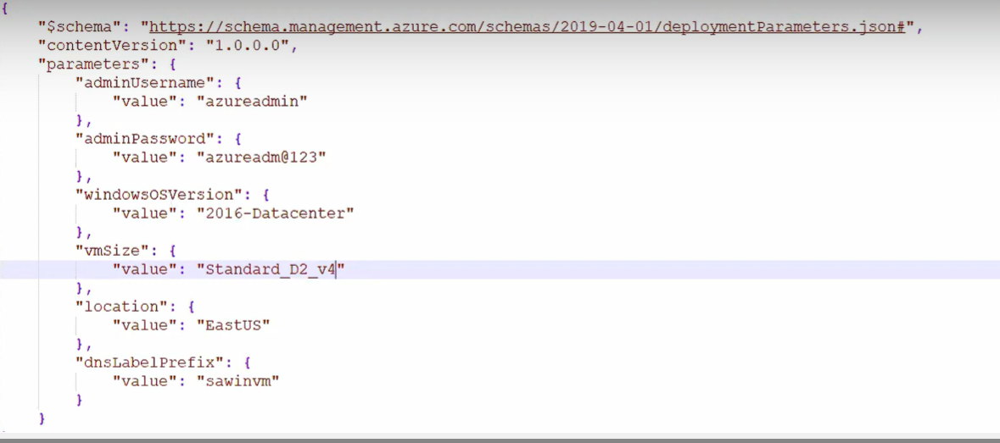 {
"$schema": "https://schema.management.azure.com/schemas/2019-04-01/deploymentParameters.json#",
"contentVersion": "1.0.0.0",
"parameters": {
"adminUsername": {
"value": "azureadmin"
},
"adminPassword": {
"value": "azureadm@123"
},
"windowsOSVersion": {
"value": "2016-Datacenter"
},
"vmSize": {
"value": "Standard_D2_v4"
},
"location": {
"value": "EastUS"
},
"dnsLabelPrefix": {
"value": "sawinvm"
}
}